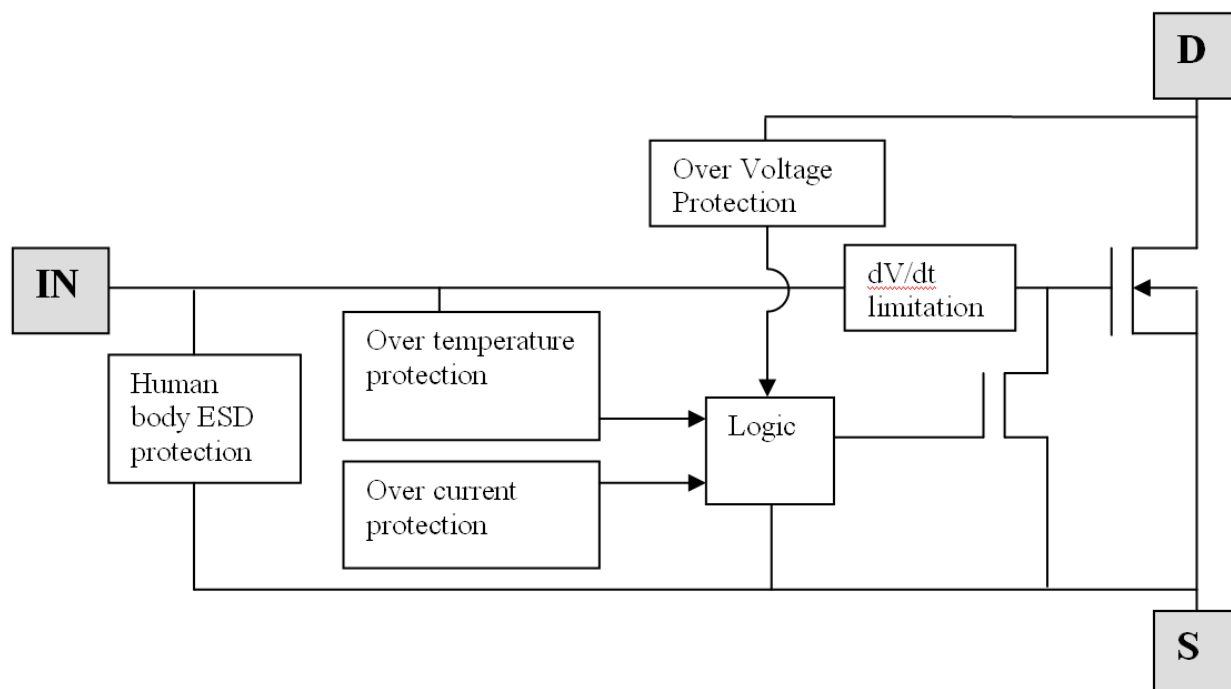 D
Over Voltage
Protection
IN
dV/dt
limitation
Over temperature
protection
Human
body ESD
protection
Logic
Over current
protection
S